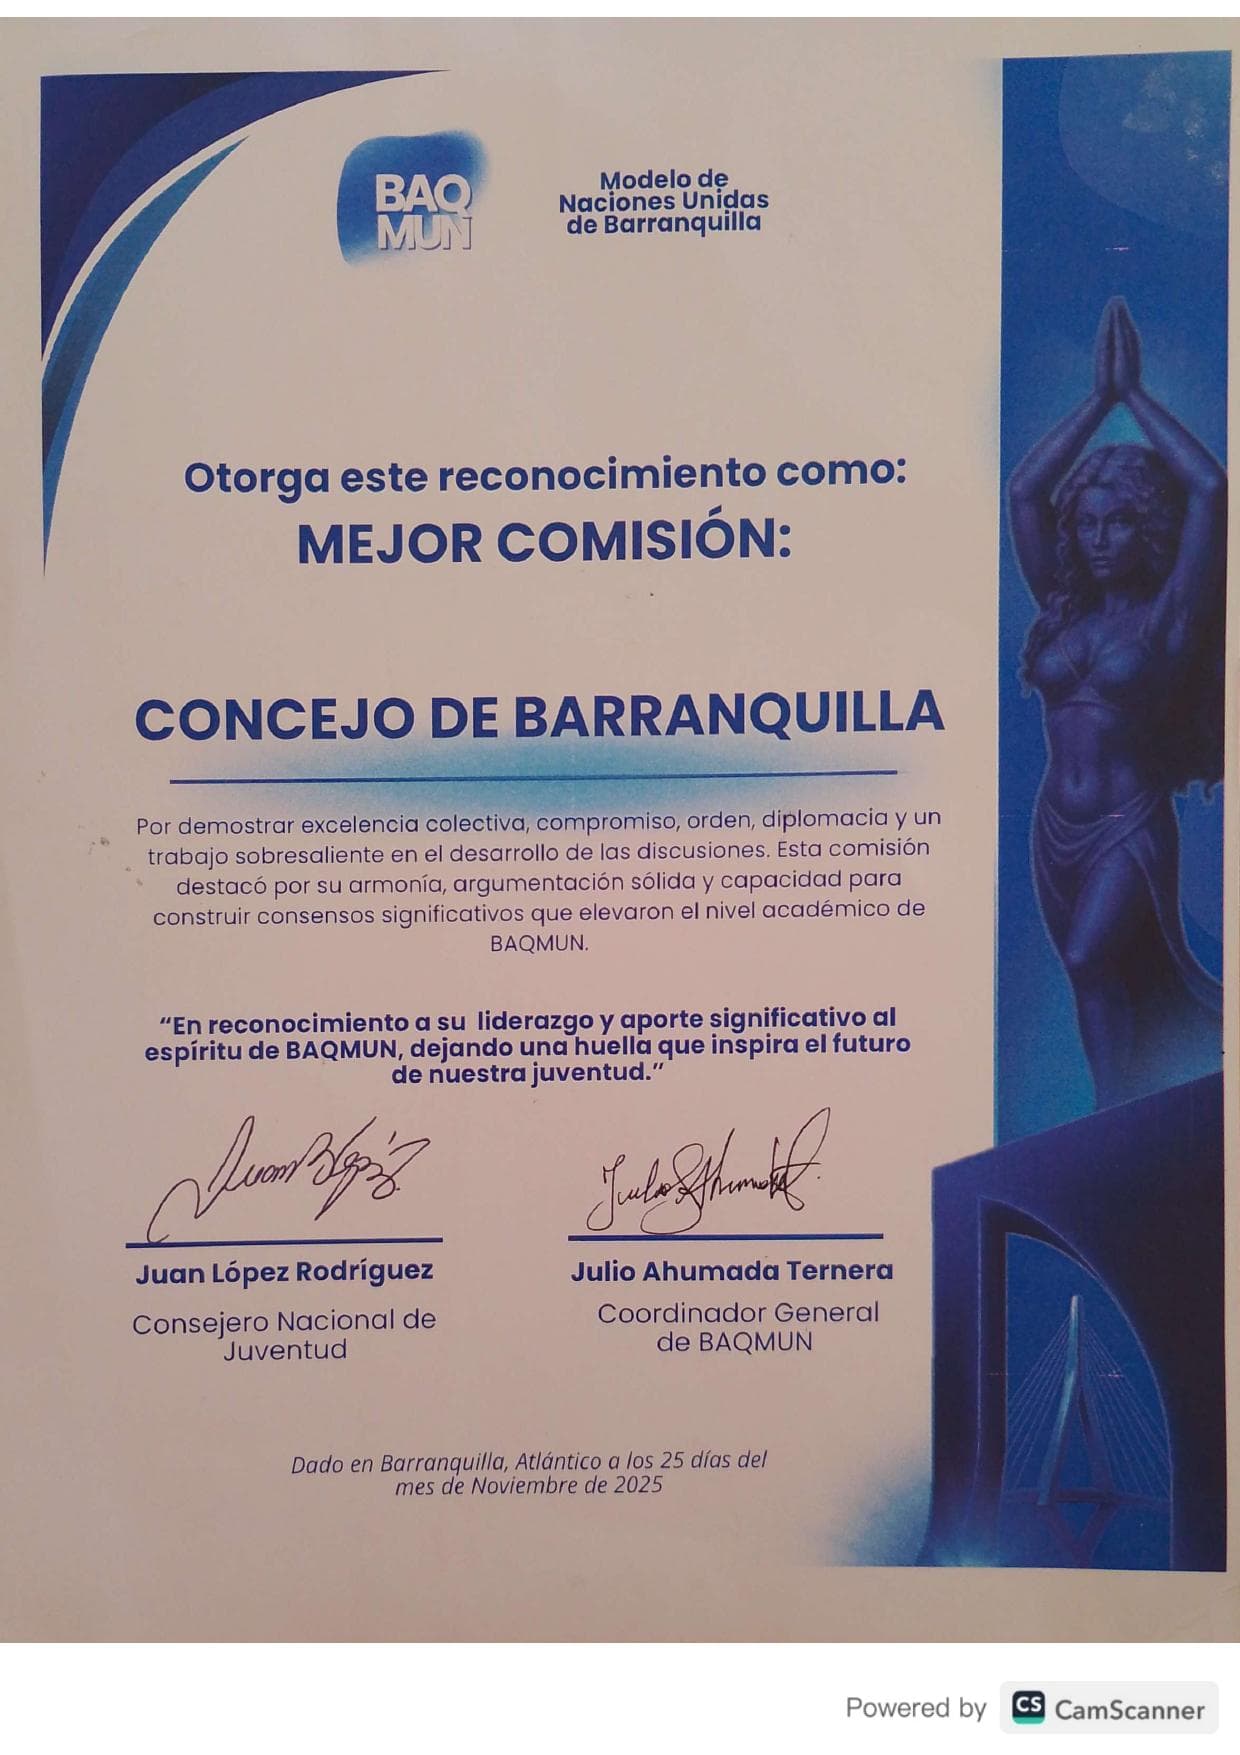 BAQ
MUN
Modelo de
Naciones Unidas
de Barranquilla
Otorga este reconocimiento como:
MEJOR COMISIÓN:
CONCEJO DE BARRANQUILLA
Por demostrar excelencia colectiva, compromiso, orden, diplomacia y un
trabajo sobresaliente en el desarrollo de las discusiones. Esta comisión
destacó por su armonía, argumentación sólida y capacidad para
construir consensos significativos que elevaron el nivel académico de
BAQMUN.
“En reconocimiento a su liderazgo y aporte significativo al
espíritu de BAQMUN, dejando una huella que inspira el futuro
de nuestra juventud.”
Juan López Rodríguez
Consejero Nacional de
Juventud
Julio Ahumada Ternera
Coordinador General
de BAQMUN
Dado en Barranquilla, Atlántico a los 25 días del
mes de Noviembre de 2025
Powered by CS CamScanner